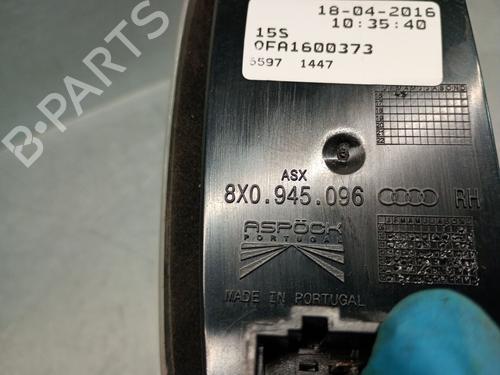 18-04-2016
10:35:40
15S
0FA1600373
5597 1447
B-PARTS
ASX
8X0.945.096 RH
ASPÖCK
PORTUGAL
MADE IN PORTUGAL